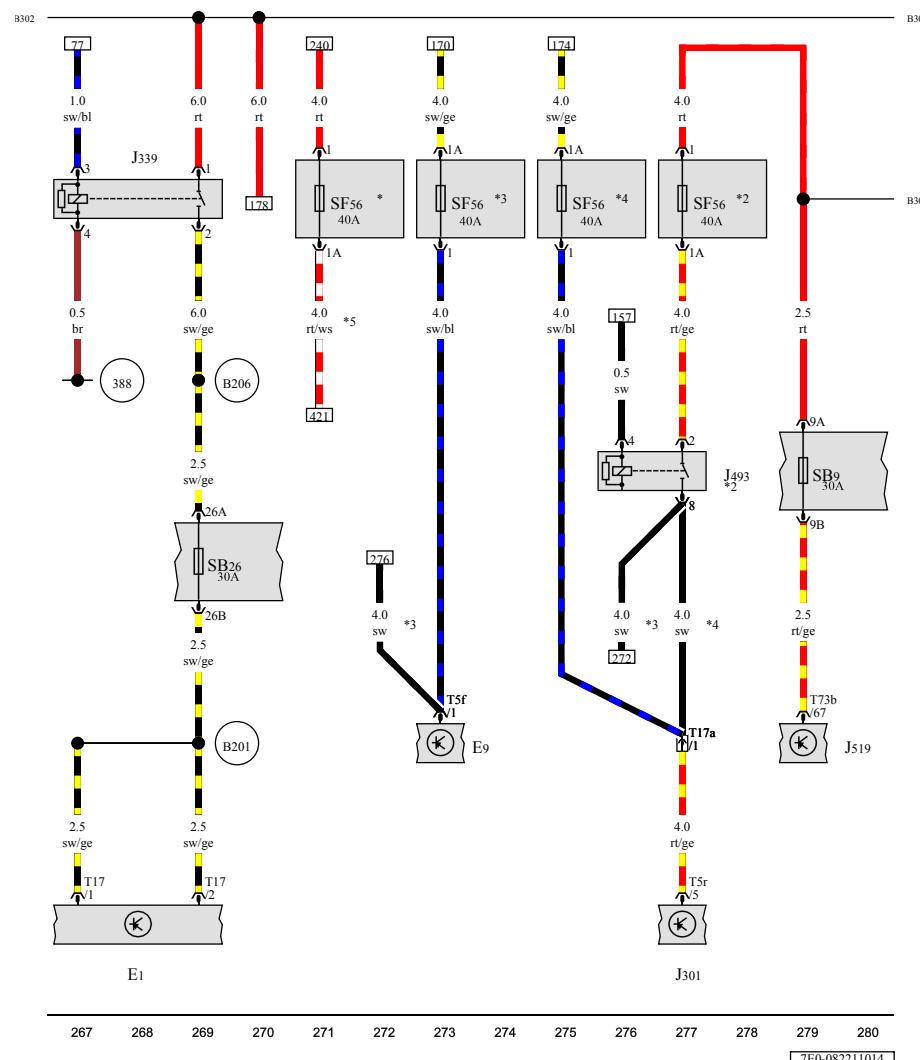 B302
77
240
170
174
1.0
sw/bl
6.0
rt
6.0
rt
4.0
rt
4.0
sw/ge
4.0
sw/ge
4.0
rt
J339
3
1
1
1A
1A
1
178
SF56
40A
*
SF56
40A
*3
SF56
40A
*4
SF56
40A
*2
4
2
1A
1
1
1A
0.5
br
6.0
sw/ge
4.0
rt/ws
*5
4.0
sw/bl
4.0
sw/bl
157
4.0
rt/ge
2.5
rt
388
B206
0.5
sw
421
9A
2.5
sw/ge
4
2
J493
*2
SB9
30A
26A
8
9B
SB26
30A
276
26B
4.0
sw
*3
4.0
sw
*3
4.0
sw
*4
2.5
rt/ge
2.5
sw/ge
272
T5f
/1
T73b
/67
B201
E9
T17a
/1
J519
2.5
sw/ge
2.5
sw/ge
4.0
rt/ge
T17
/1
T17
/2
T5r
/5
E1
J301
267 268 269 270 271 272 273 274 275 276 277 278 279 280
7E0-082211014